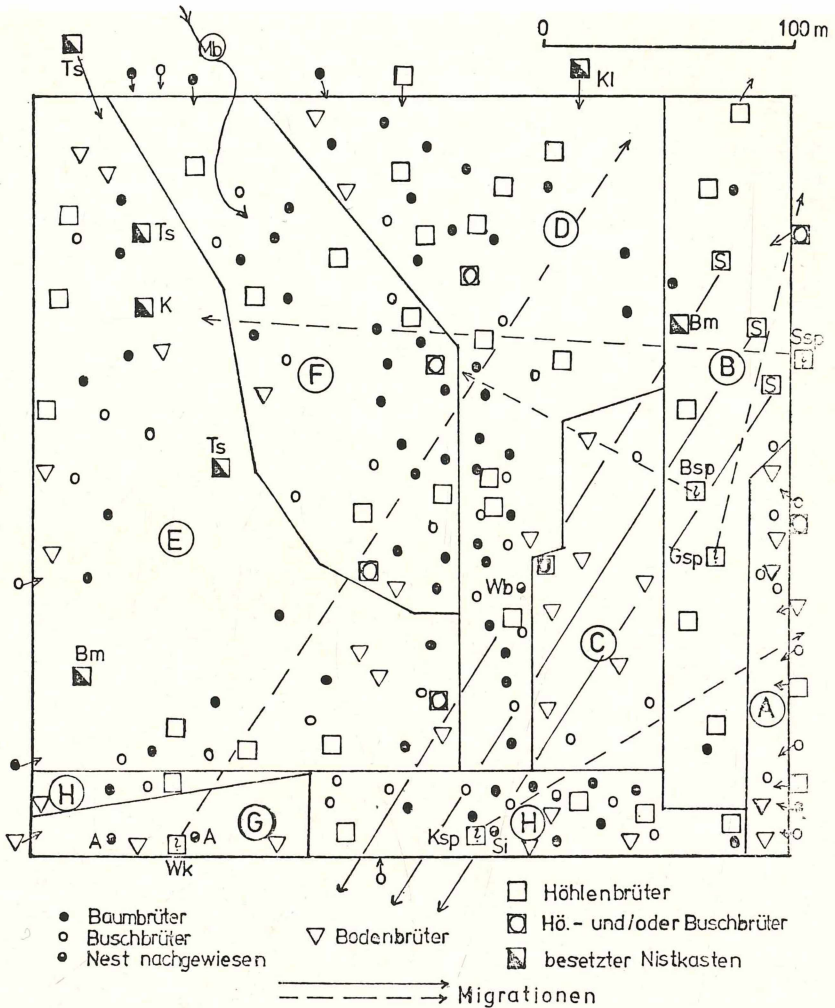 0 100 m
Mb
Ts
Kl
D
Ts
S
K
Bm
S
Ssp
B
F
S
Ts
Bsp
E
U
Gsp
Wb
C
Bm
A
H
G
A A
Ksp
Si
H
Wk
Baumbrüter
Buschbrüter
Nest nachgewiesen
Bodenbrüter
Höhlenbrüter
Hö.- und/oder Buschbrüter
besetzter Nistkasten
Migrationen